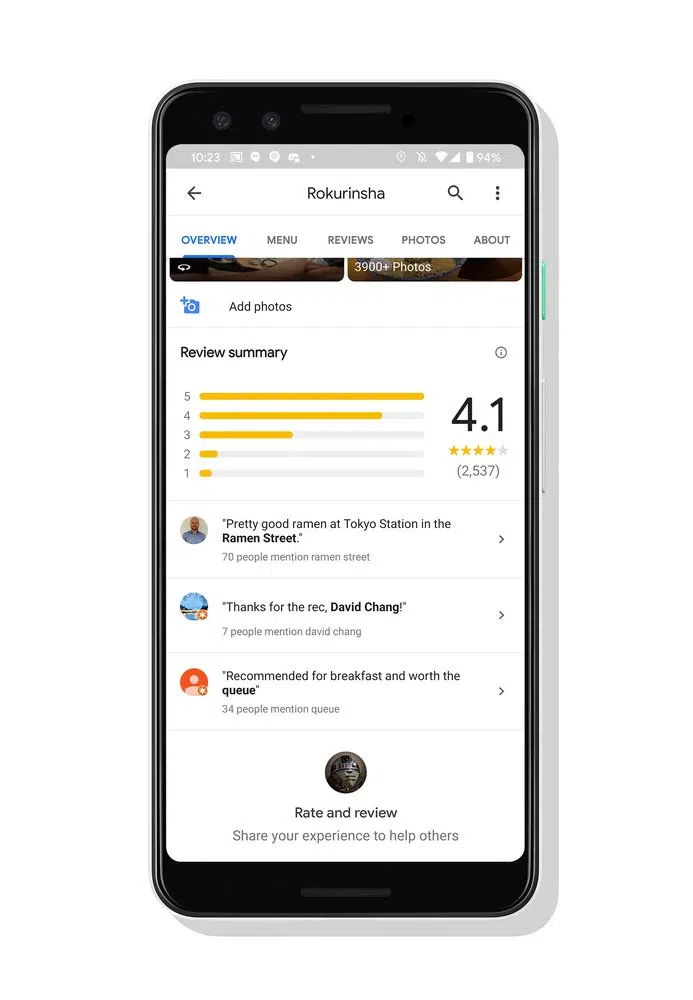 10:23
94%
Rokurinsha
OVERVIEW MENU REVIEWS PHOTOS ABOUT
3900+ Photos
Add photos
Review summary
5
4
3
2
1
4.1
(2,537)
"Pretty good ramen at Tokyo Station in the
Ramen Street."
70 people mention ramen street
"Thanks for the rec, David Chang!"
7 people mention david chang
"Recommended for breakfast and worth the
queue"
34 people mention queue
Rate and review
Share your experience to help others